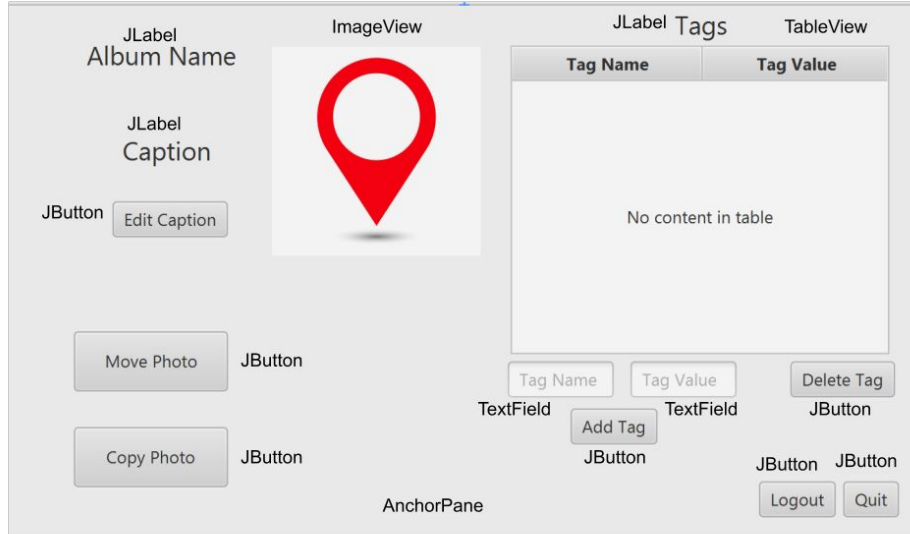 JLabel
Album Name
JLabel
Caption
JButton Edit Caption
Move Photo JButton
Copy Photo JButton
ImageView
JLabel Tags TableView
Tag Name Tag Value
No content in table
Tag Name Tag Value Delete Tag
TextField TextField JButton
Add Tag
JButton
JButton JButton
Logout Quit
AnchorPane